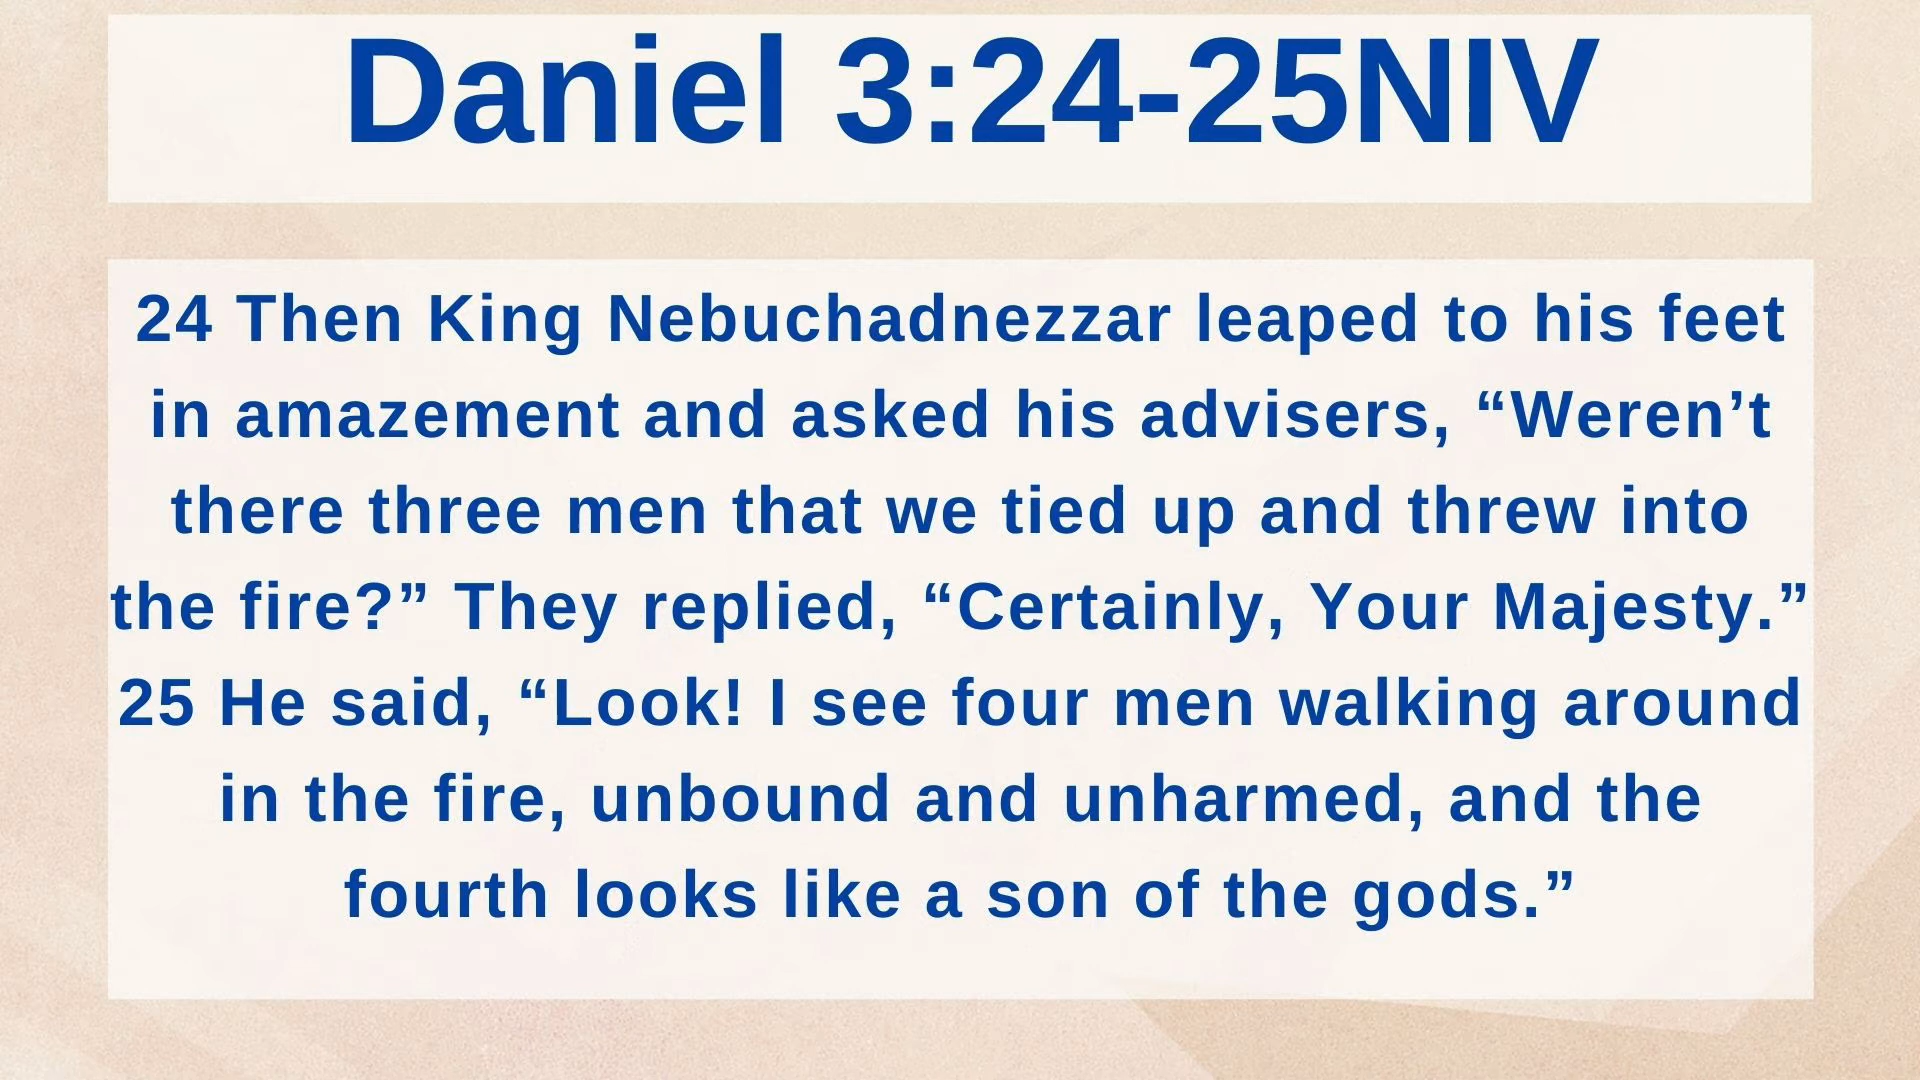 Daniel 3:24-25NIV
24 Then King Nebuchadnezzar leaped to his feet
in amazement and asked his advisers, “Weren’t
there three men that we tied up and threw into
the fire?” They replied, “Certainly, Your Majesty.”
25 He said, “Look! I see four men walking around
in the fire, unbound and unharmed, and the
fourth looks like a son of the gods.”